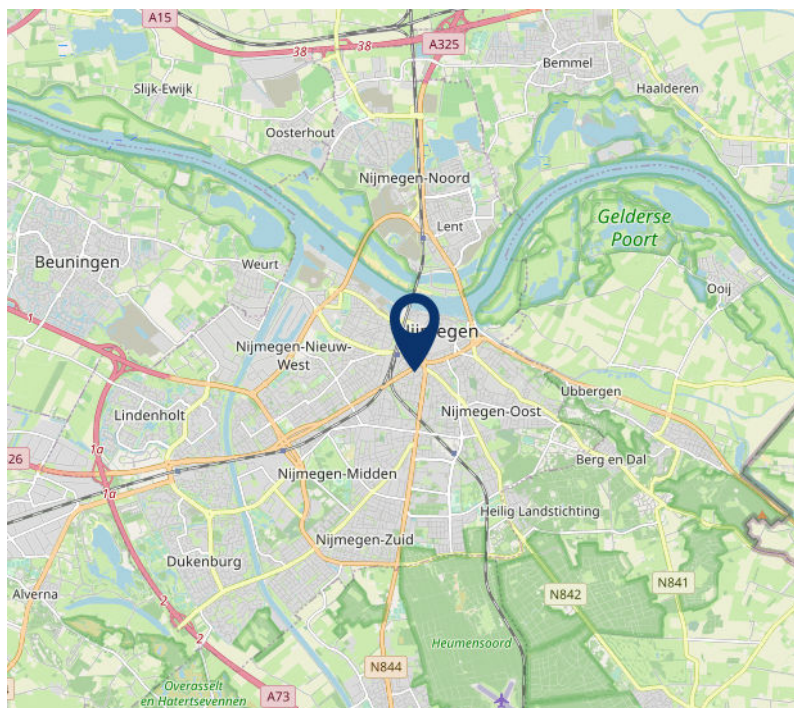 A15
38
38
A325
Bemmel
Slijk-Ewijk
Haalderen
Oosterhout
Nijmegen-Noord
Gelderse
Poort
Lent
Beuningen
Weurt
Ooij
1
Nijmegen-Nieuw-
West
Ubbergen
Lindenholt
Nijmegen-Oost
1a
26
Berg en Dal
Nijmegen-Midden
1a
Heilig Landstichting
Nijmegen-Zuid
Dukenburg
N841
N842
Alverna
2
2
Heumensoord
N844
Overasselt
en Hatertsevennen
A73